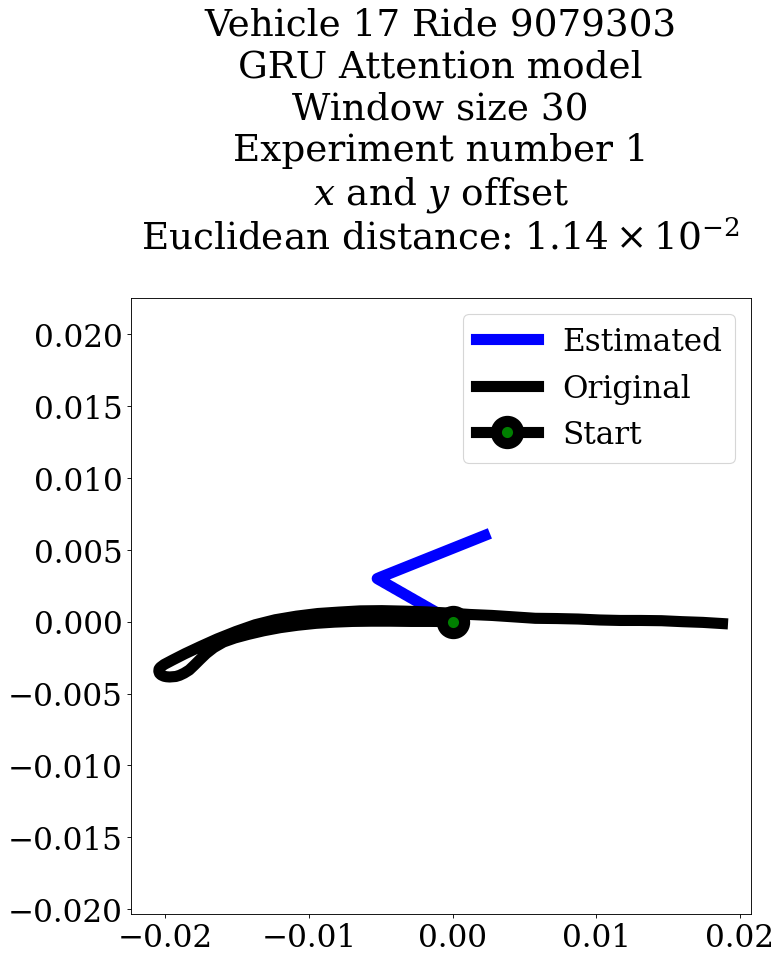 Vehicle 17 Ride 9079303
GRU Attention model
Window size 30
Experiment number 1
x and y offset
Euclidean distance: 1.14 × 10⁻²
Estimated
Original
Start
0.020
0.015
0.010
0.005
0.000
−0.005
−0.010
−0.015
−0.020
−0.02 −0.01 0.00 0.01 0.02